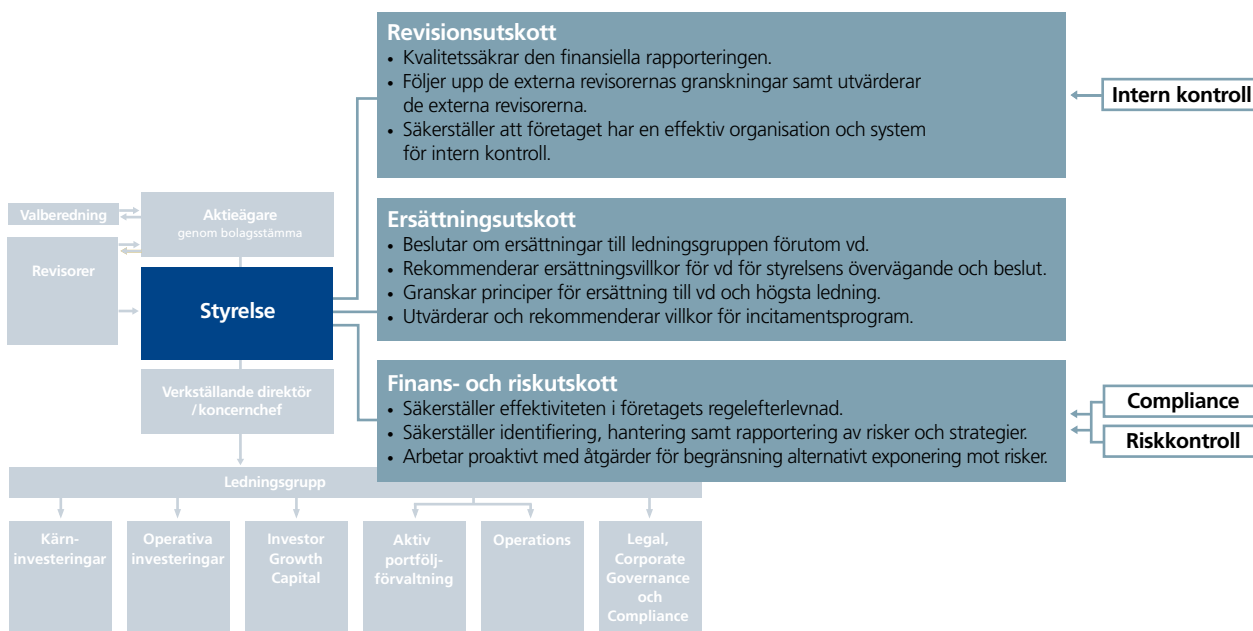 Revisionsutskott
• Kvalitetssäkrar den finansiella rapporteringen.
• Följer upp de externa revisorernas granskningar samt utvärderar
de externa revisorerna.
• Säkerställer att företaget har en effektiv organisation och system
för intern kontroll.
Intern kontroll
Valberedning
Aktieägare
genom bolagsstämma
Revisorer
Styrelse
Ersättningsutskott
• Beslutar om ersättningar till ledningsgruppen förutom vd.
• Rekommenderar ersättningsvillkor för vd för styrelsens övervägande och beslut.
• Granskar principer för ersättning till vd och högsta ledning.
• Utvärderar och rekommenderar villkor för incitamentsprogram.
Verkställande direktör
/koncernchef
Finans- och riskutskott
• Säkerställer effektiviteten i företagets regelefterlevnad.
• Säkerställer identifiering, hantering samt rapportering av risker och strategier.
• Arbetar proaktivt med åtgärder för begränsning alternativt exponering mot risker.
Compliance
Riskkontroll
Ledningsgrupp
Kärn-
investeringar
Operativa
investeringar
Investor
Growth
Capital
Aktiv
portfölj-
förvaltning
Operations
Legal,
Corporate
Governance
och
Compliance